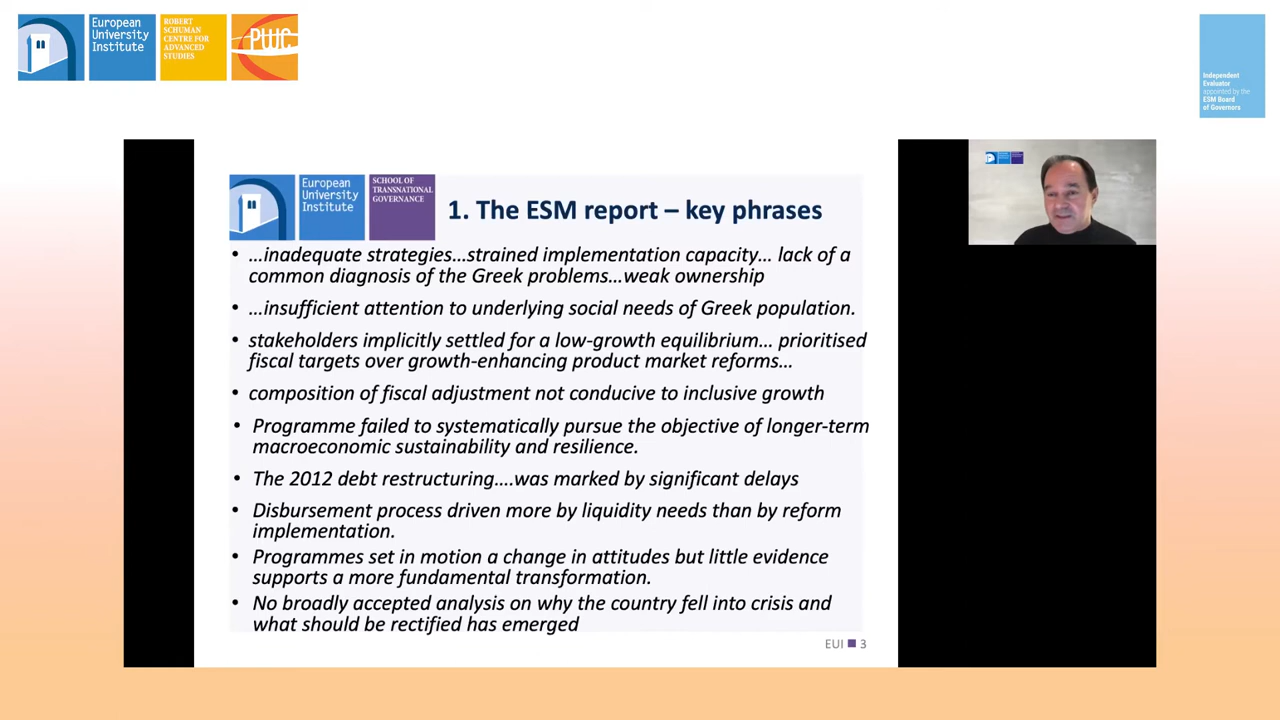 European
University
Institute
ROBERT
SCHUMAN
CENTRE FOR
ADVANCED
STUDIES
PWC
Independent
Evaluator
appointed by the
ESM Board
of Governors
European
University
Institute
SCHOOL OF
TRANSNATIONAL
GOVERNANCE
1. The ESM report – key phrases
• …inadequate strategies…strained implementation capacity… lack of a
common diagnosis of the Greek problems…weak ownership
• …insufficient attention to underlying social needs of Greek population.
• stakeholders implicitly settled for a low-growth equilibrium… prioritised
fiscal targets over growth-enhancing product market reforms…
• composition of fiscal adjustment not conducive to inclusive growth
• Programme failed to systematically pursue the objective of longer-term
macroeconomic sustainability and resilience.
• The 2012 debt restructuring….was marked by significant delays
• Disbursement process driven more by liquidity needs than by reform
implementation.
• Programmes set in motion a change in attitudes but little evidence
supports a more fundamental transformation.
• No broadly accepted analysis on why the country fell into crisis and
what should be rectified has emerged
EUI 3